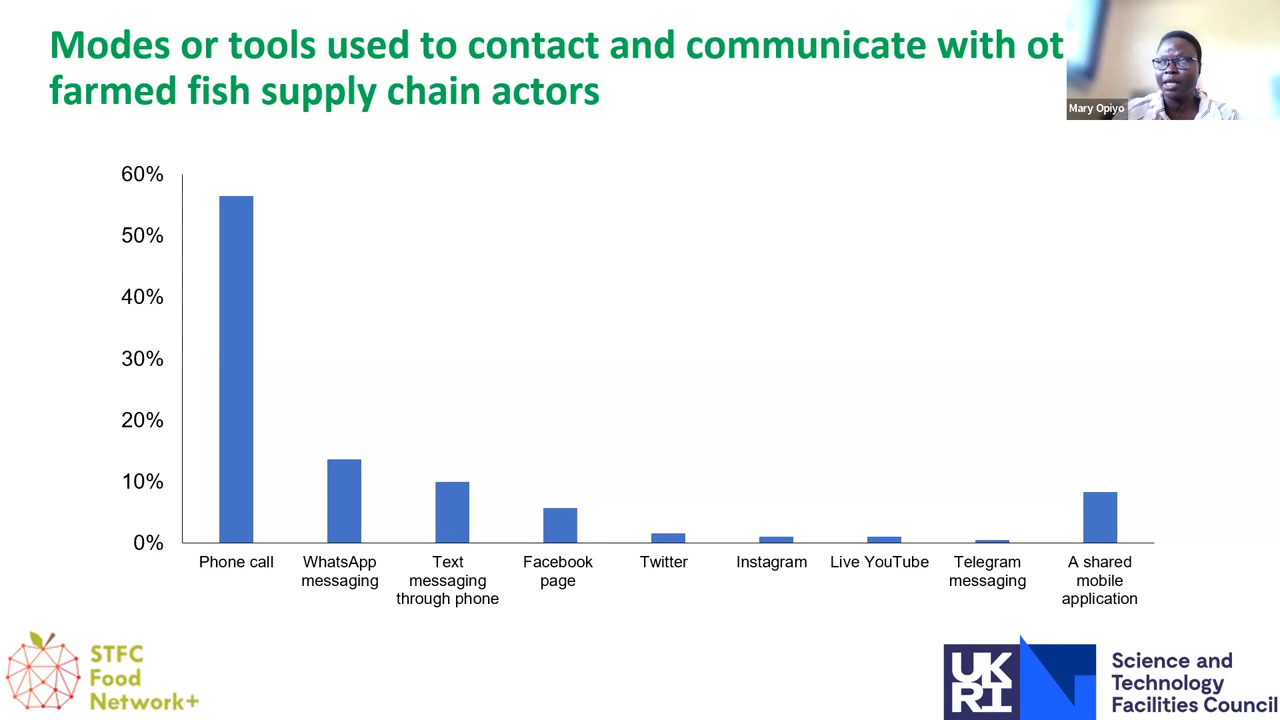 Modes or tools used to contact and communicate with
farmed fish supply chain actors
Mary Opiyo
60%
50%
40%
30%
20%
10%
0%
Phone call
WhatsApp
messaging
Text
messaging
through phone
Facebook
page
Twitter
Instagram
Live YouTube
Telegram
messaging
A shared
mobile
application
STFC
Food
Network+
UK
RI
Science and
Technology
Facilities Council